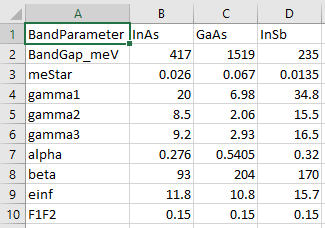 A B C D
1 BandParameter InAs GaAs InSb
2 BandGap_meV 417 1519 235
3 meStar 0.026 0.067 0.0135
4 gamma1 20 6.98 34.8
5 gamma2 8.5 2.06 15.5
6 gamma3 9.2 2.93 16.5
7 alpha 0.276 0.5405 0.32
8 beta 93 204 170
9 einf 11.8 10.8 15.7
10 F1F2 0.15 0.15 0.15